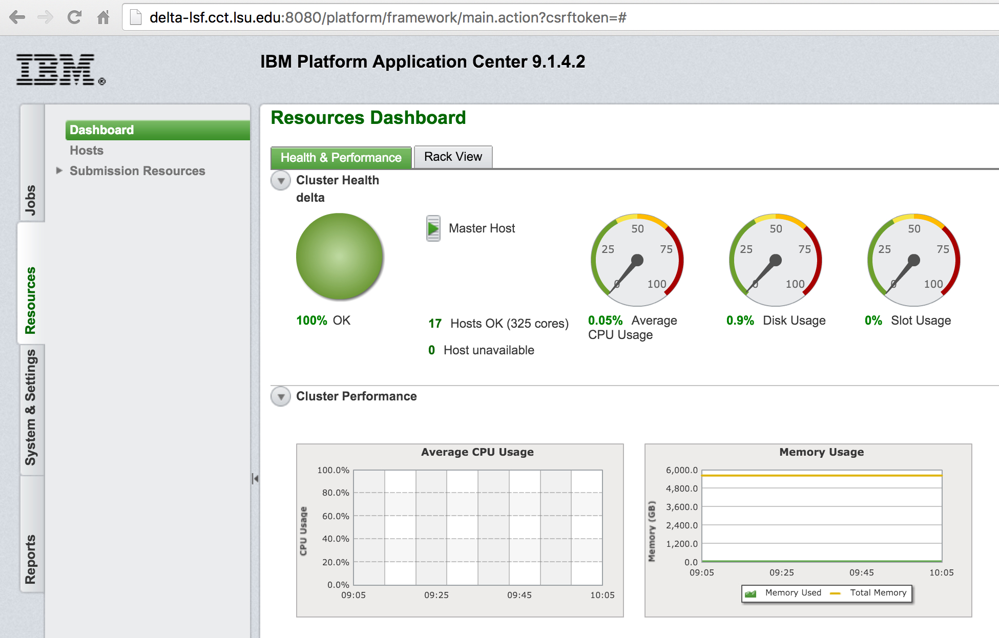 delta-lsf.cct.lsu.edu:8080/platform/framework/main.action?csrftoken=#
IBM®
IBM Platform Application Center 9.1.4.2
Jobs
Resources
System & Settings
Reports
Dashboard
Hosts
Submission Resources
Resources Dashboard
Health & Performance
Rack View
Cluster Health
delta
100% OK
Master Host
17 Hosts OK (325 cores)
0 Host unavailable
0
25
50
75
100
0.05% Average
CPU Usage
0
25
50
75
100
0.9% Disk Usage
0
25
50
75
100
0% Slot Usage
Cluster Performance
Average CPU Usage
CPU Usage
100.0%
80.0%
60.0%
40.0%
20.0%
0.0%
09:05 09:25 09:45 10:05
Memory Usage
Memory (GB)
6,000.0
4,800.0
3,600.0
2,400.0
1,200.0
0.0
09:05 09:25 09:45 10:05
Memory Used Total Memory